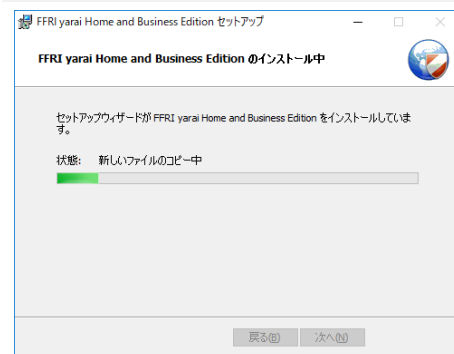 FFRI yarai Home and Business Edition セットアップ
FFRI yarai Home and Business Edition のインストール中
セットアップウィザードが FFRI yarai Home and Business Edition をインストールしていま
す。
状態: 新しいファイルのコピー中
戻る(B) 次へ(N)